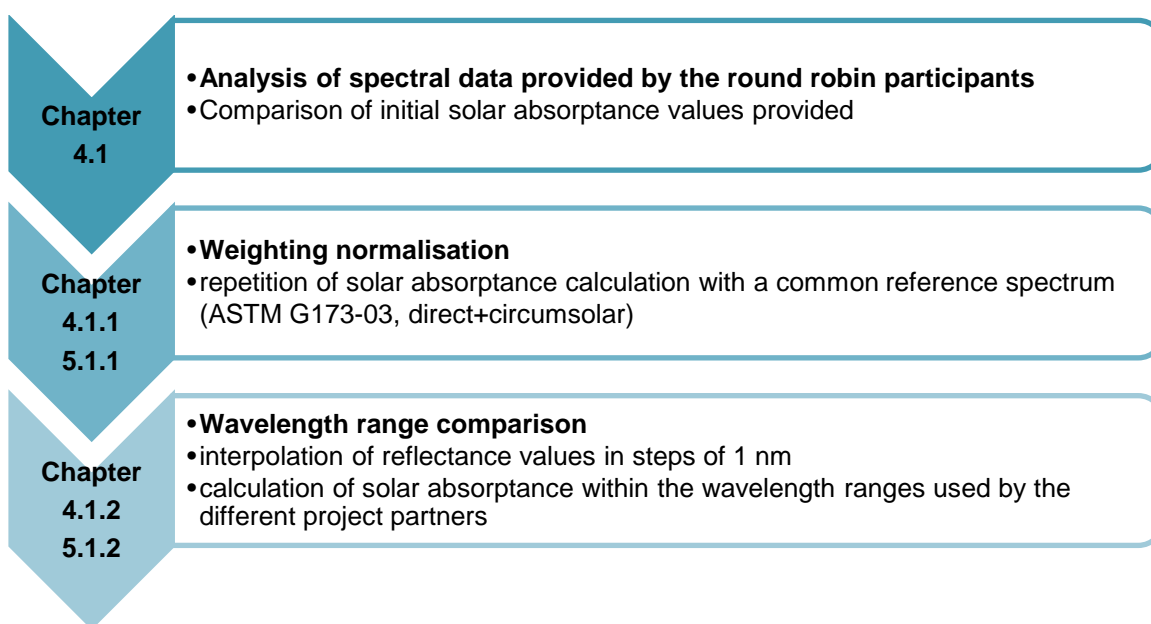 Chapter
4.1
•Analysis of spectral data provided by the round robin participants
•Comparison of initial solar absorptance values provided
Chapter
4.1.1
5.1.1
•Weighting normalisation
•repetition of solar absorptance calculation with a common reference spectrum
(ASTM G173-03, direct+circumsolar)
Chapter
4.1.2
5.1.2
•Wavelength range comparison
•interpolation of reflectance values in steps of 1 nm
•calculation of solar absorptance within the wavelength ranges used by the
different project partners